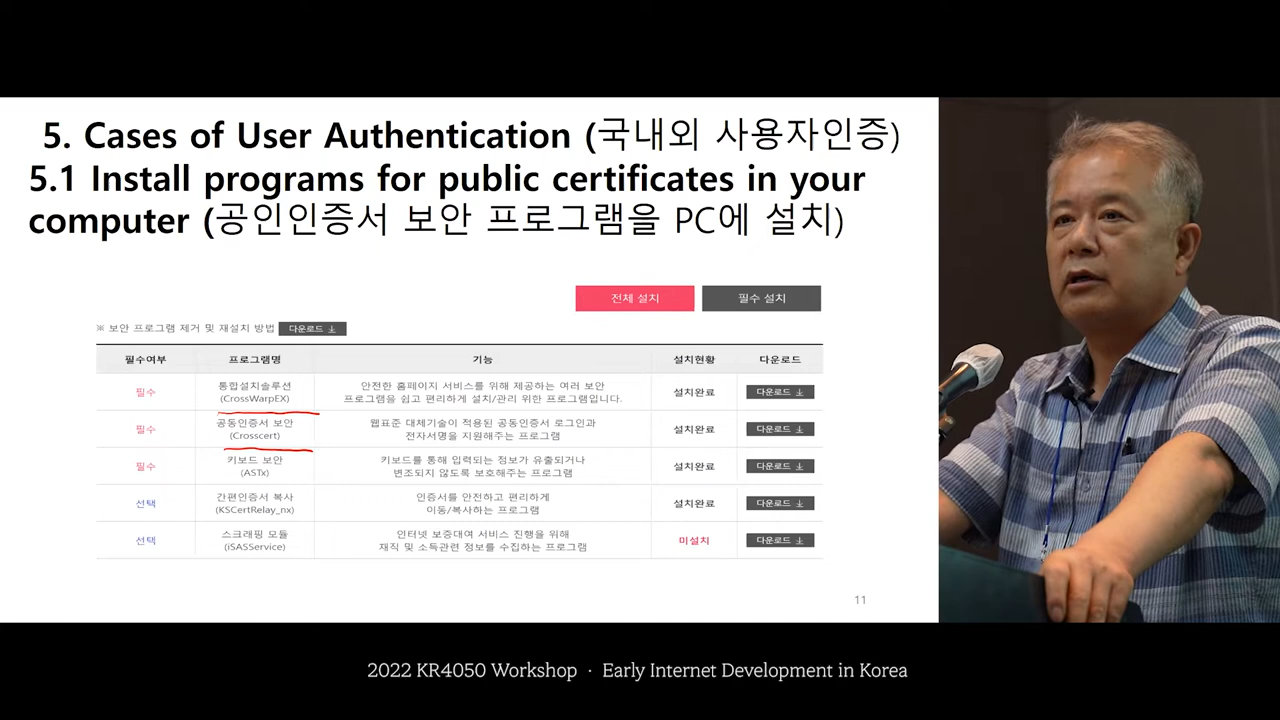 5. Cases of User Authentication (국내외 사용자인증)
5.1 Install programs for public certificates in your
computer (공인인증서 보안 프로그램을 PC에 설치)
전체 설치 필수 설치
※ 보안 프로그램 제거 및 재설치 방법 다운로드
필수여부 프로그램명 기능 설치현황 다운로드
필수 통합설치솔루션 (CrossWarpEX) 안전한 홈페이지 서비스를 위해 제공하는 여러 보안 프로그램을 쉽고 편리하게 설치/관리 위한 프로그램입니다. 설치완료 다운로드
필수 공동인증서 보안 (Crosscert) 웹표준 대체기술이 적용된 공동인증서 로그인과 전자서명을 지원해주는 프로그램 설치완료 다운로드
필수 키보드 보안 (ASTx) 키보드를 통해 입력되는 정보가 유출되거나 변조되지 않도록 보호해주는 프로그램 설치완료 다운로드
선택 간편인증서 복사 (KSCertRelay_nx) 인증서를 안전하고 편리하게 이동/복사하는 프로그램 설치완료 다운로드
선택 스크래핑 모듈 (iSASService) 인터넷 보증대여 서비스 진행을 위해 재직 및 소득관련 정보를 수집하는 프로그램 미설치 다운로드
11
2022 KR4050 Workshop · Early Internet Development in Korea